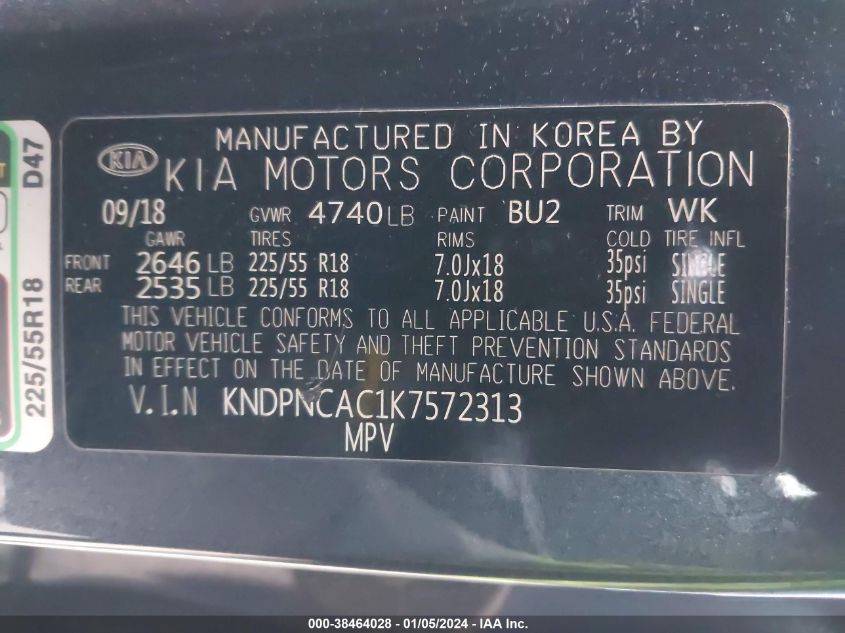 MANUFACTURED IN KOREA BY
KIA KIA MOTORS CORPORATION
09/18 GVWR 4740 LB PAINT BU2 TRIM WK
GAWR TIRES RIMS COLD TIRE INFL
FRONT 2646 LB 225/55 R18 7.0Jx18 35psi SINGLE
REAR 2535 LB 225/55 R18 7.0Jx18 35psi SINGLE
THIS VEHICLE CONFORMS TO ALL APPLICABLE U.S.A. FEDERAL
MOTOR VEHICLE SAFETY AND THEFT PREVENTION STANDARDS
IN EFFECT ON THE DATE OF MANUFACTURE SHOWN ABOVE.
V.I.N KNDPNCAC1K7572313
MPV
225/55R18 D47
000-38464028 - 01/05/2024 - IAA Inc.